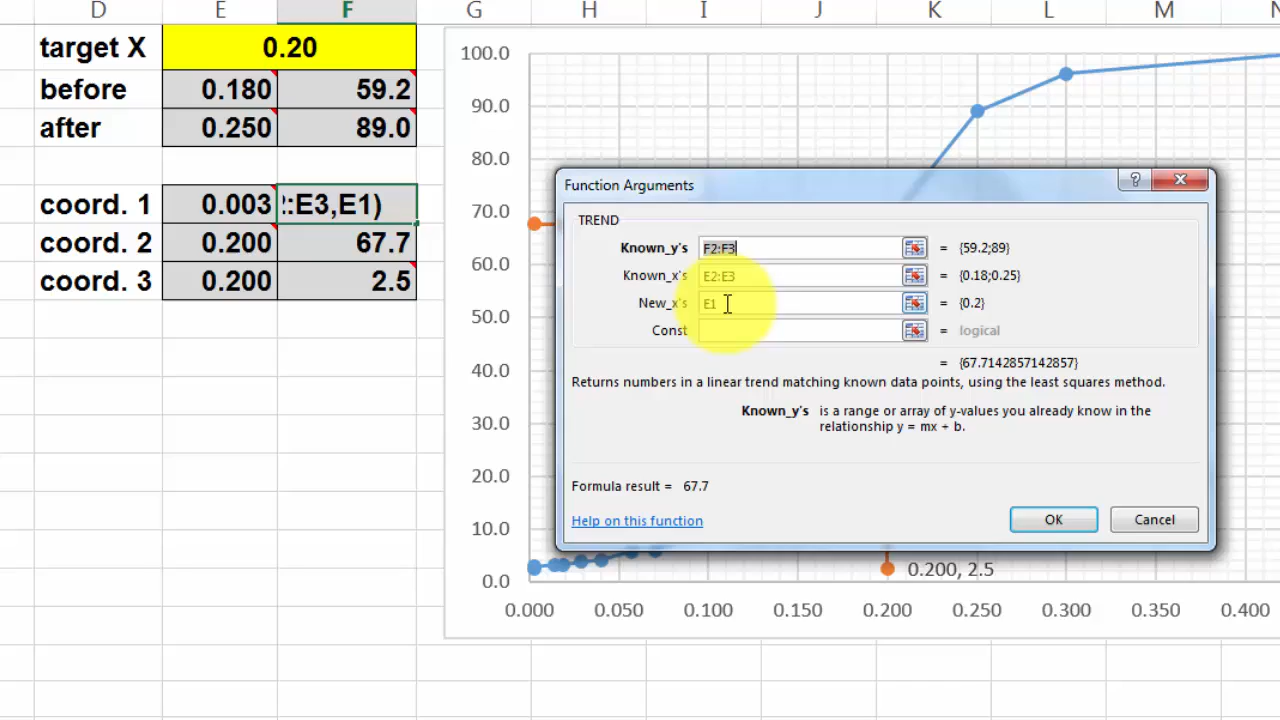 D E F G H I J K L M N
target X 0.20
before 0.180 59.2
after 0.250 89.0
coord. 1 0.003 :E3,E1)
coord. 2 0.200 67.7
coord. 3 0.200 2.5
100.0
90.0
80.0
70.0
60.0
50.0
40.0
30.0
20.0
10.0
0.0
0.000 0.050 0.100 0.150 0.200 0.250 0.300 0.350 0.400
0.200, 2.5
Function Arguments
?
TREND
Known_y's F2:F3 = {59.2;89}
Known_x's E2:E3 = {0.18;0.25}
New_x's E1 = {0.2}
Const = logical
= {67.7142857142857}
Returns numbers in a linear trend matching known data points, using the least squares method.
Known_y's is a range or array of y-values you already know in the
relationship y = mx + b.
Formula result = 67.7
Help on this function
OK Cancel